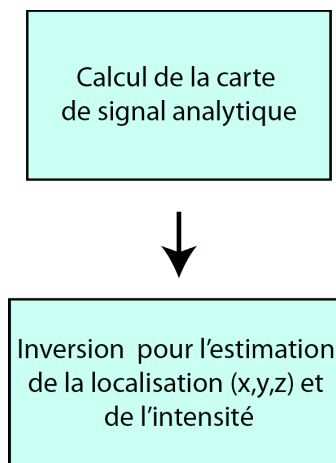 Calcul de la carte
de signal analytique
Inversion pour l'estimation
de la localisation (x,y,z) et
de l'intensité